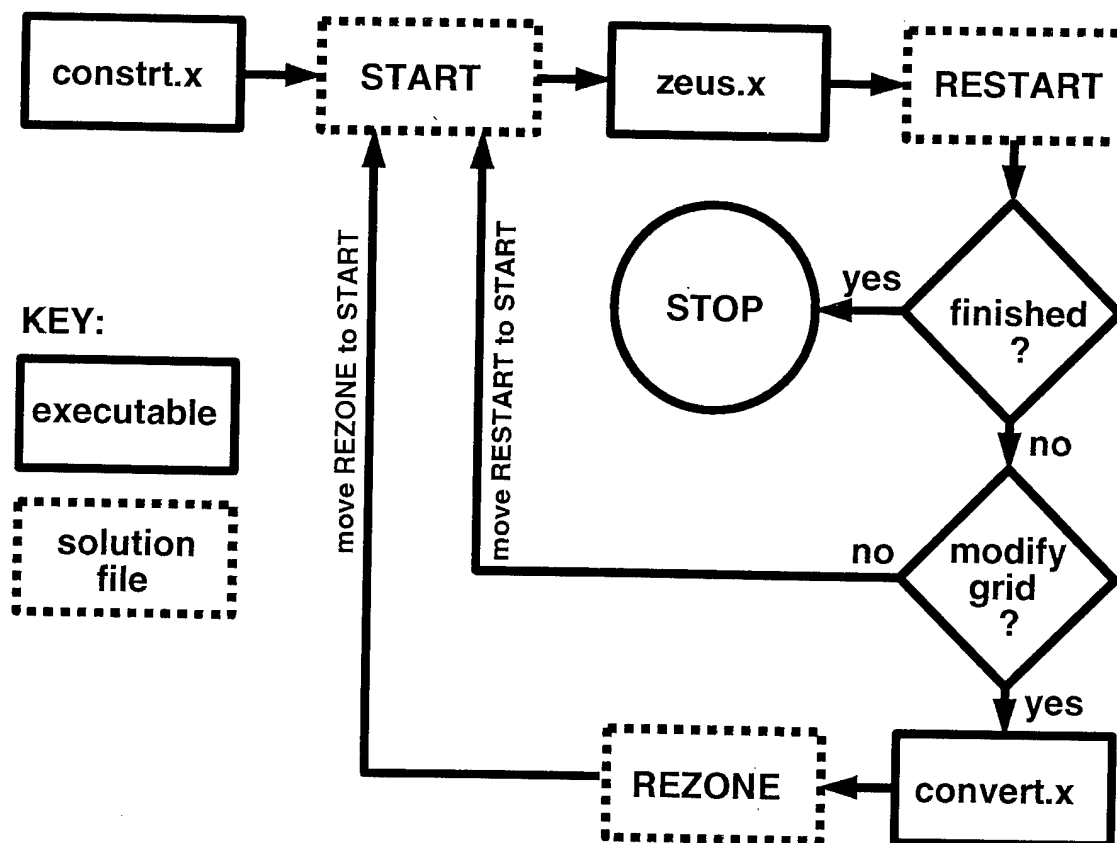 constrt.x
START
zeus.x
RESTART
move REZONE to START
move RESTART to START
STOP
yes
finished
?
no
KEY:
executable
solution
file
no
modify
grid
?
yes
REZONE
convert.x